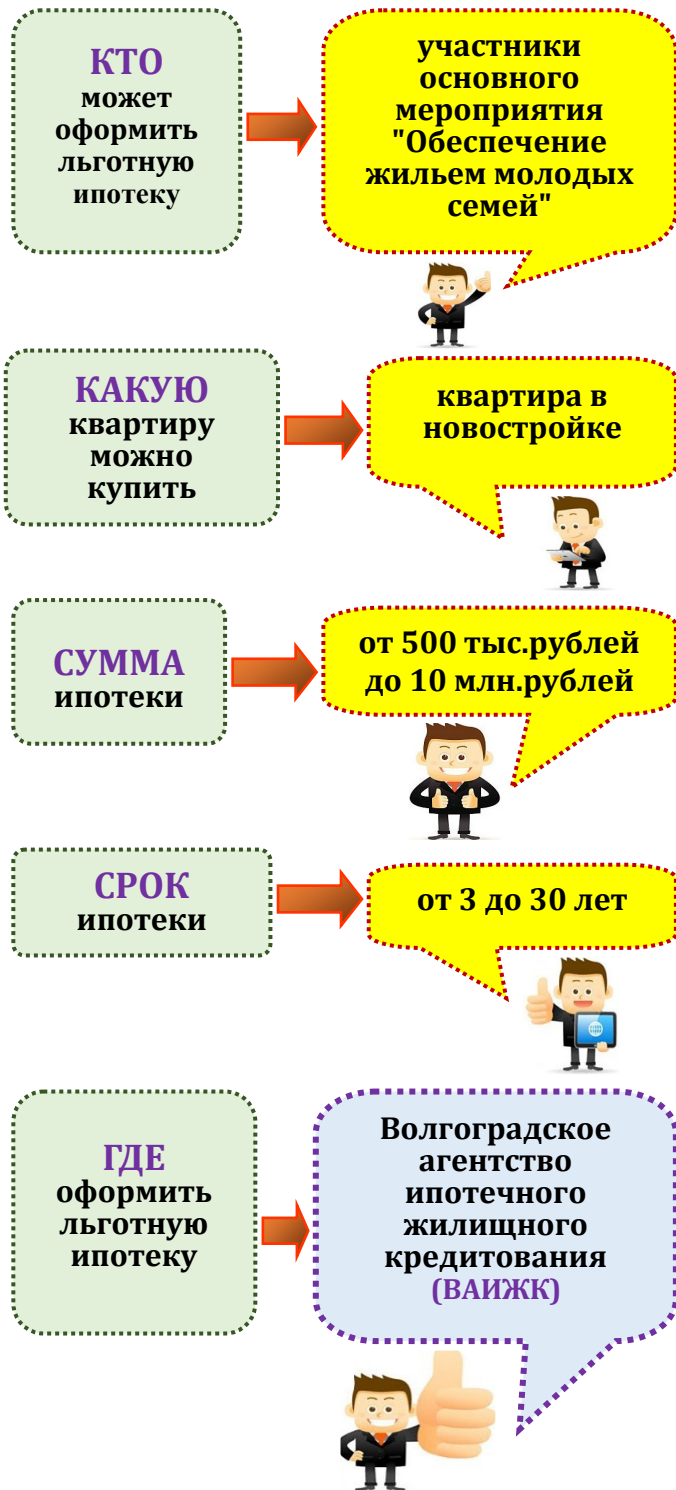 КТО
может
оформить
льготную
ипотеку
участники
основного
мероприятия
"Обеспечение
жильем молодых
семей"
КАКУЮ
квартиру
можно
купить
квартира в
новостройке
СУММА
ипотеки
от 500 тыс.рублей
до 10 млн.рублей
СРОК
ипотеки
от 3 до 30 лет
ГДЕ
оформить
льготную
ипотеку
Волгоградское
агентство
ипотечного
жилищного
кредитования
(ВАИЖК)